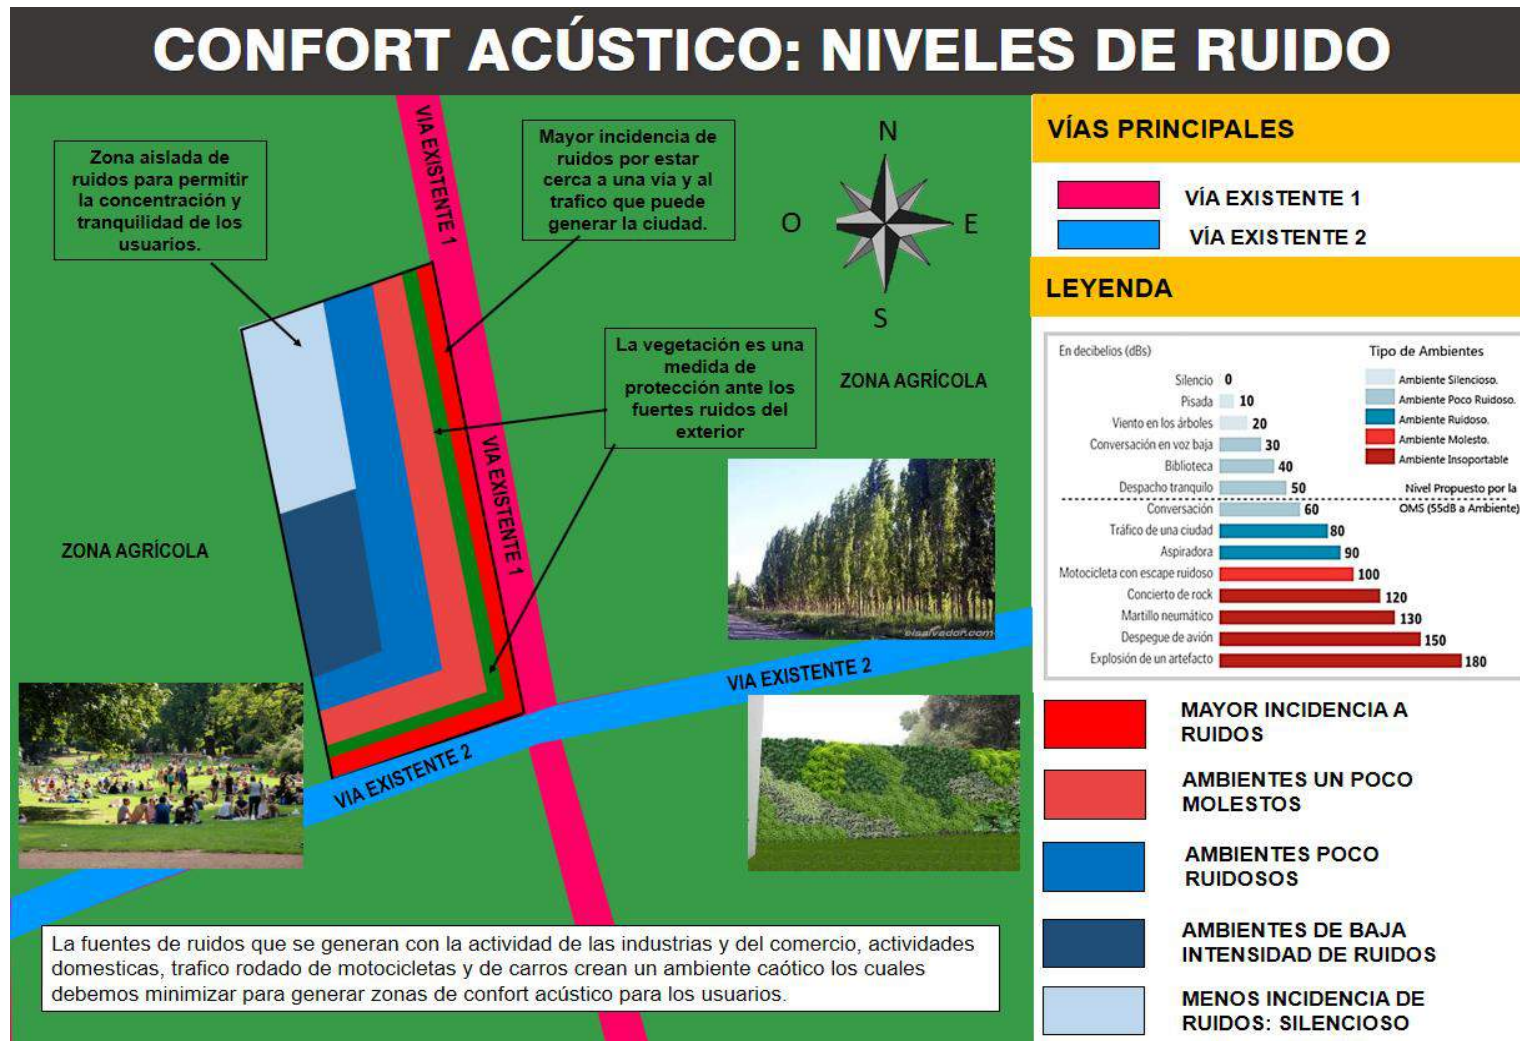 CONFORT ACÚSTICO: NIVELES DE RUIDO
Zona aislada de
ruidos para permitir
la concentración y
tranquilidad de los
usuarios.
VIA EXISTENTE 1
Mayor incidencia de
ruidos por estar
cerca a una via y al
trafico que puede
generar la ciudad.
N
O
E
S
La vegetación es una
medida de
protección ante los
fuertes ruidos del
exterior
ZONA AGRÍCOLA
VIA EXISTENTE 1
ZONA AGRÍCOLA
elsalvador.com
VIA EXISTENTE 2
VIA EXISTENTE 2
La fuentes de ruidos que se generan con la actividad de las industrias y del comercio, actividades
domesticas, trafico rodado de motocicletas y de carros crean un ambiente caótico los cuales
debemos minimizar para generar zonas de confort acústico para los usuarios.
VÍAS PRINCIPALES
VÍA EXISTENTE 1
VÍA EXISTENTE 2
LEYENDA
En decibelios (dBs)
Tipo de Ambientes
Ambiente Silencioso.
Ambiente Poco Ruidoso.
Ambiente Ruidoso.
Ambiente Molesto.
Ambiente Insoportable
Silencio 0
Pisada 10
Viento en los árboles 20
Conversación en voz baja 30
Biblioteca 40
Despacho tranquilo 50
Nivel Propuesto por la
OMS (55dB a Ambiente)
Conversación 60
Tráfico de una ciudad 80
Aspiradora 90
Motocicleta con escape ruidoso 100
Concierto de rock 120
Martillo neumático 130
Despegue de avión 150
Explosión de un artefacto 180
MAYOR INCIDENCIA A
RUIDOS
AMBIENTES UN POCO
MOLESTOS
AMBIENTES POCO
RUIDOSOS
AMBIENTES DE BAJA
INTENSIDAD DE RUIDOS
MENOS INCIDENCIA DE
RUIDOS: SILENCIOSO